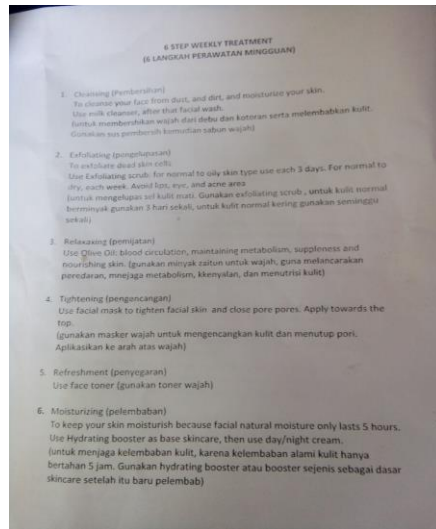 6 STEP WEEKLY TREATMENT
(6 LANGKAH PERAWATAN MINGGUAN)
1. Cleansing (Pembersihan)
To cleanse your face from dust, and dirt, and moisturize your skin.
Use milk cleanser, after that facial wash.
(untuk membersihkan wajah dari debu dan kotoran serta melembabkan kulit.
Gunakan sus pembersih kemudian sabun wajah)
2. Exfoliating (pengelupasan)
To exfoliate dead skin cells
Use Exfoliating scrub: for normal to oily skin type use each 3 days. For normal to
dry, each week. Avoid lips, eye, and acne area
(untuk mengelupas sel kulit mati. Gunakan exfoliating scrub , untuk kulit normal
berminyak gunakan 3 hari sekali, untuk kulit normal kering gunakan seminggu
sekali)
3. Relaxasing (pemijatan)
Use Olive Oil: blood circulation, maintaining metabolism, suppleness and
nourishing skin. (gunakan minyak zaitun untuk wajah, guna melancarakan
peredaran, mnejaga metabolism, kkenyalan, dan menutrisi kulit)
4. Tightening (pengencangan)
Use facial mask to tighten facial skin and close pore pores. Apply towards the
top.
(gunakan masker wajah untuk mengencangkan kulit dan menutup pori.
Aplikasikan ke arah atas wajah)
5. Refreshment (penyegaran)
Use face toner (gunakan toner wajah)
6. Moisturizing (pelembaban)
To keep your skin moisturish because facial natural moisture only lasts 5 hours.
Use Hydrating booster as base skincare, then use day/night cream.
(untuk menjaga kelembaban kulit, karena kelembaban alami kulit hanya
bertahan 5 jam. Gunakan hydrating booster atau booster sejenis sebagai dasar
skincare setelah itu baru pelembab)